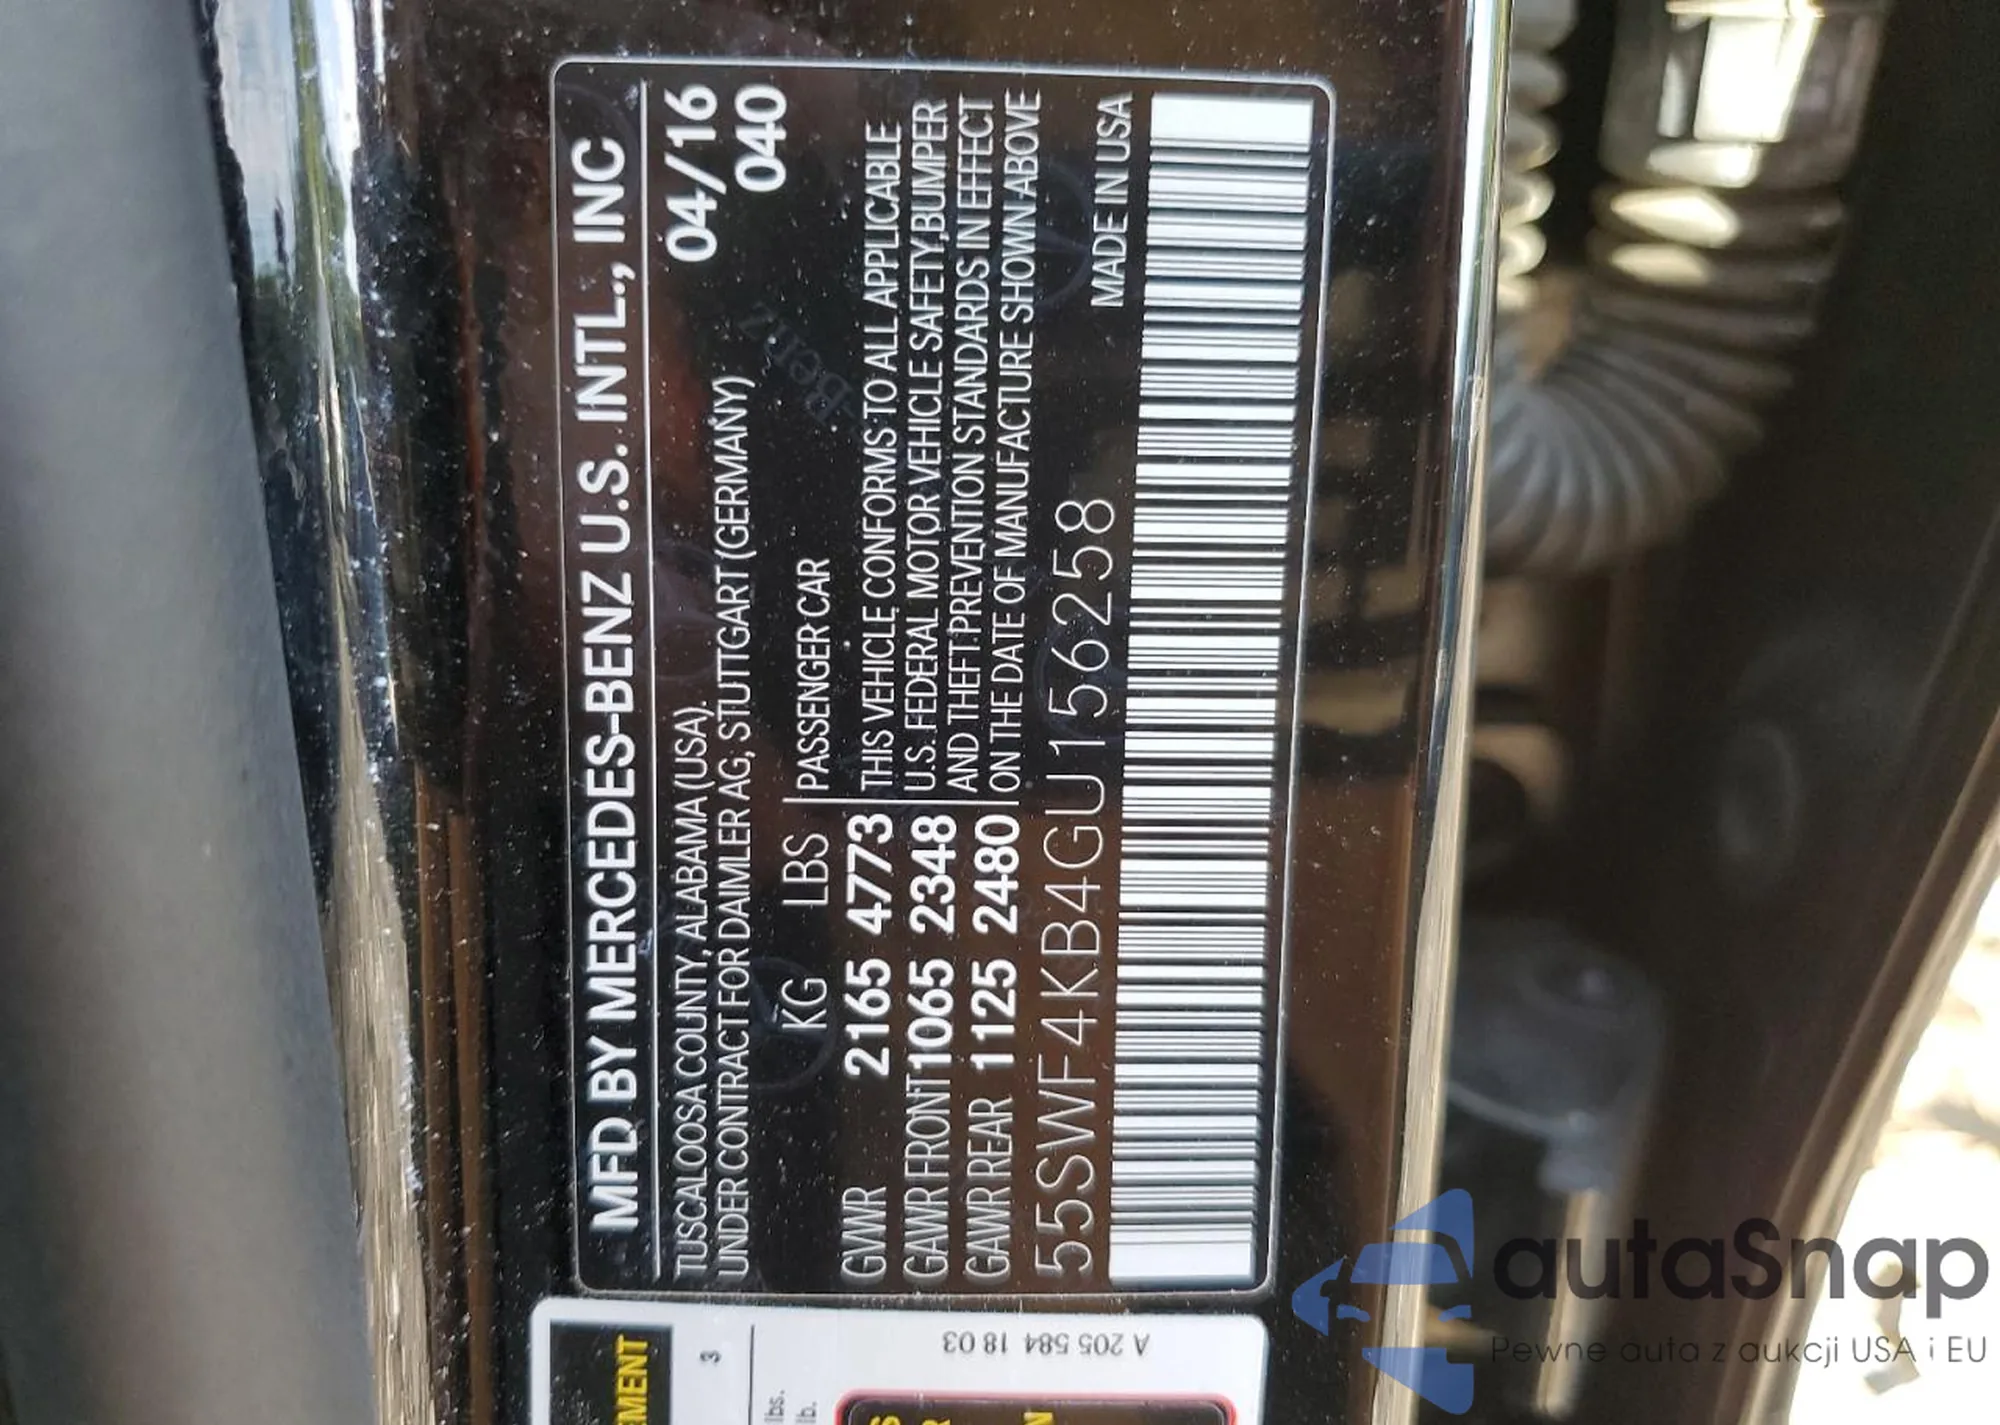 MFD BY MERCEDES-BENZ U.S. INTL., INC
TUSCALOOSA COUNTY, ALABAMA (USA), 04/16
UNDER CONTRACT FOR DAIMLER AG, STUTTGART (GERMANY) 040
KG LBS PASSENGER CAR
GVWR 2165 4773 THIS VEHICLE CONFORMS TO ALL APPLICABLE
GAWR FRONT 1065 2348 U.S. FEDERAL MOTOR VEHICLE SAFETY, BUMPER
GAWR REAR 1125 2480 AND THEFT PREVENTION STANDARDS IN EFFECT
ON THE DATE OF MANUFACTURE SHOWN ABOVE
55SWF4KB4GU156258 MADE IN USA
A 205 584 18 03
3
lbs.
lb.
autaSnap
Pewne auta z aukcji USA i EU